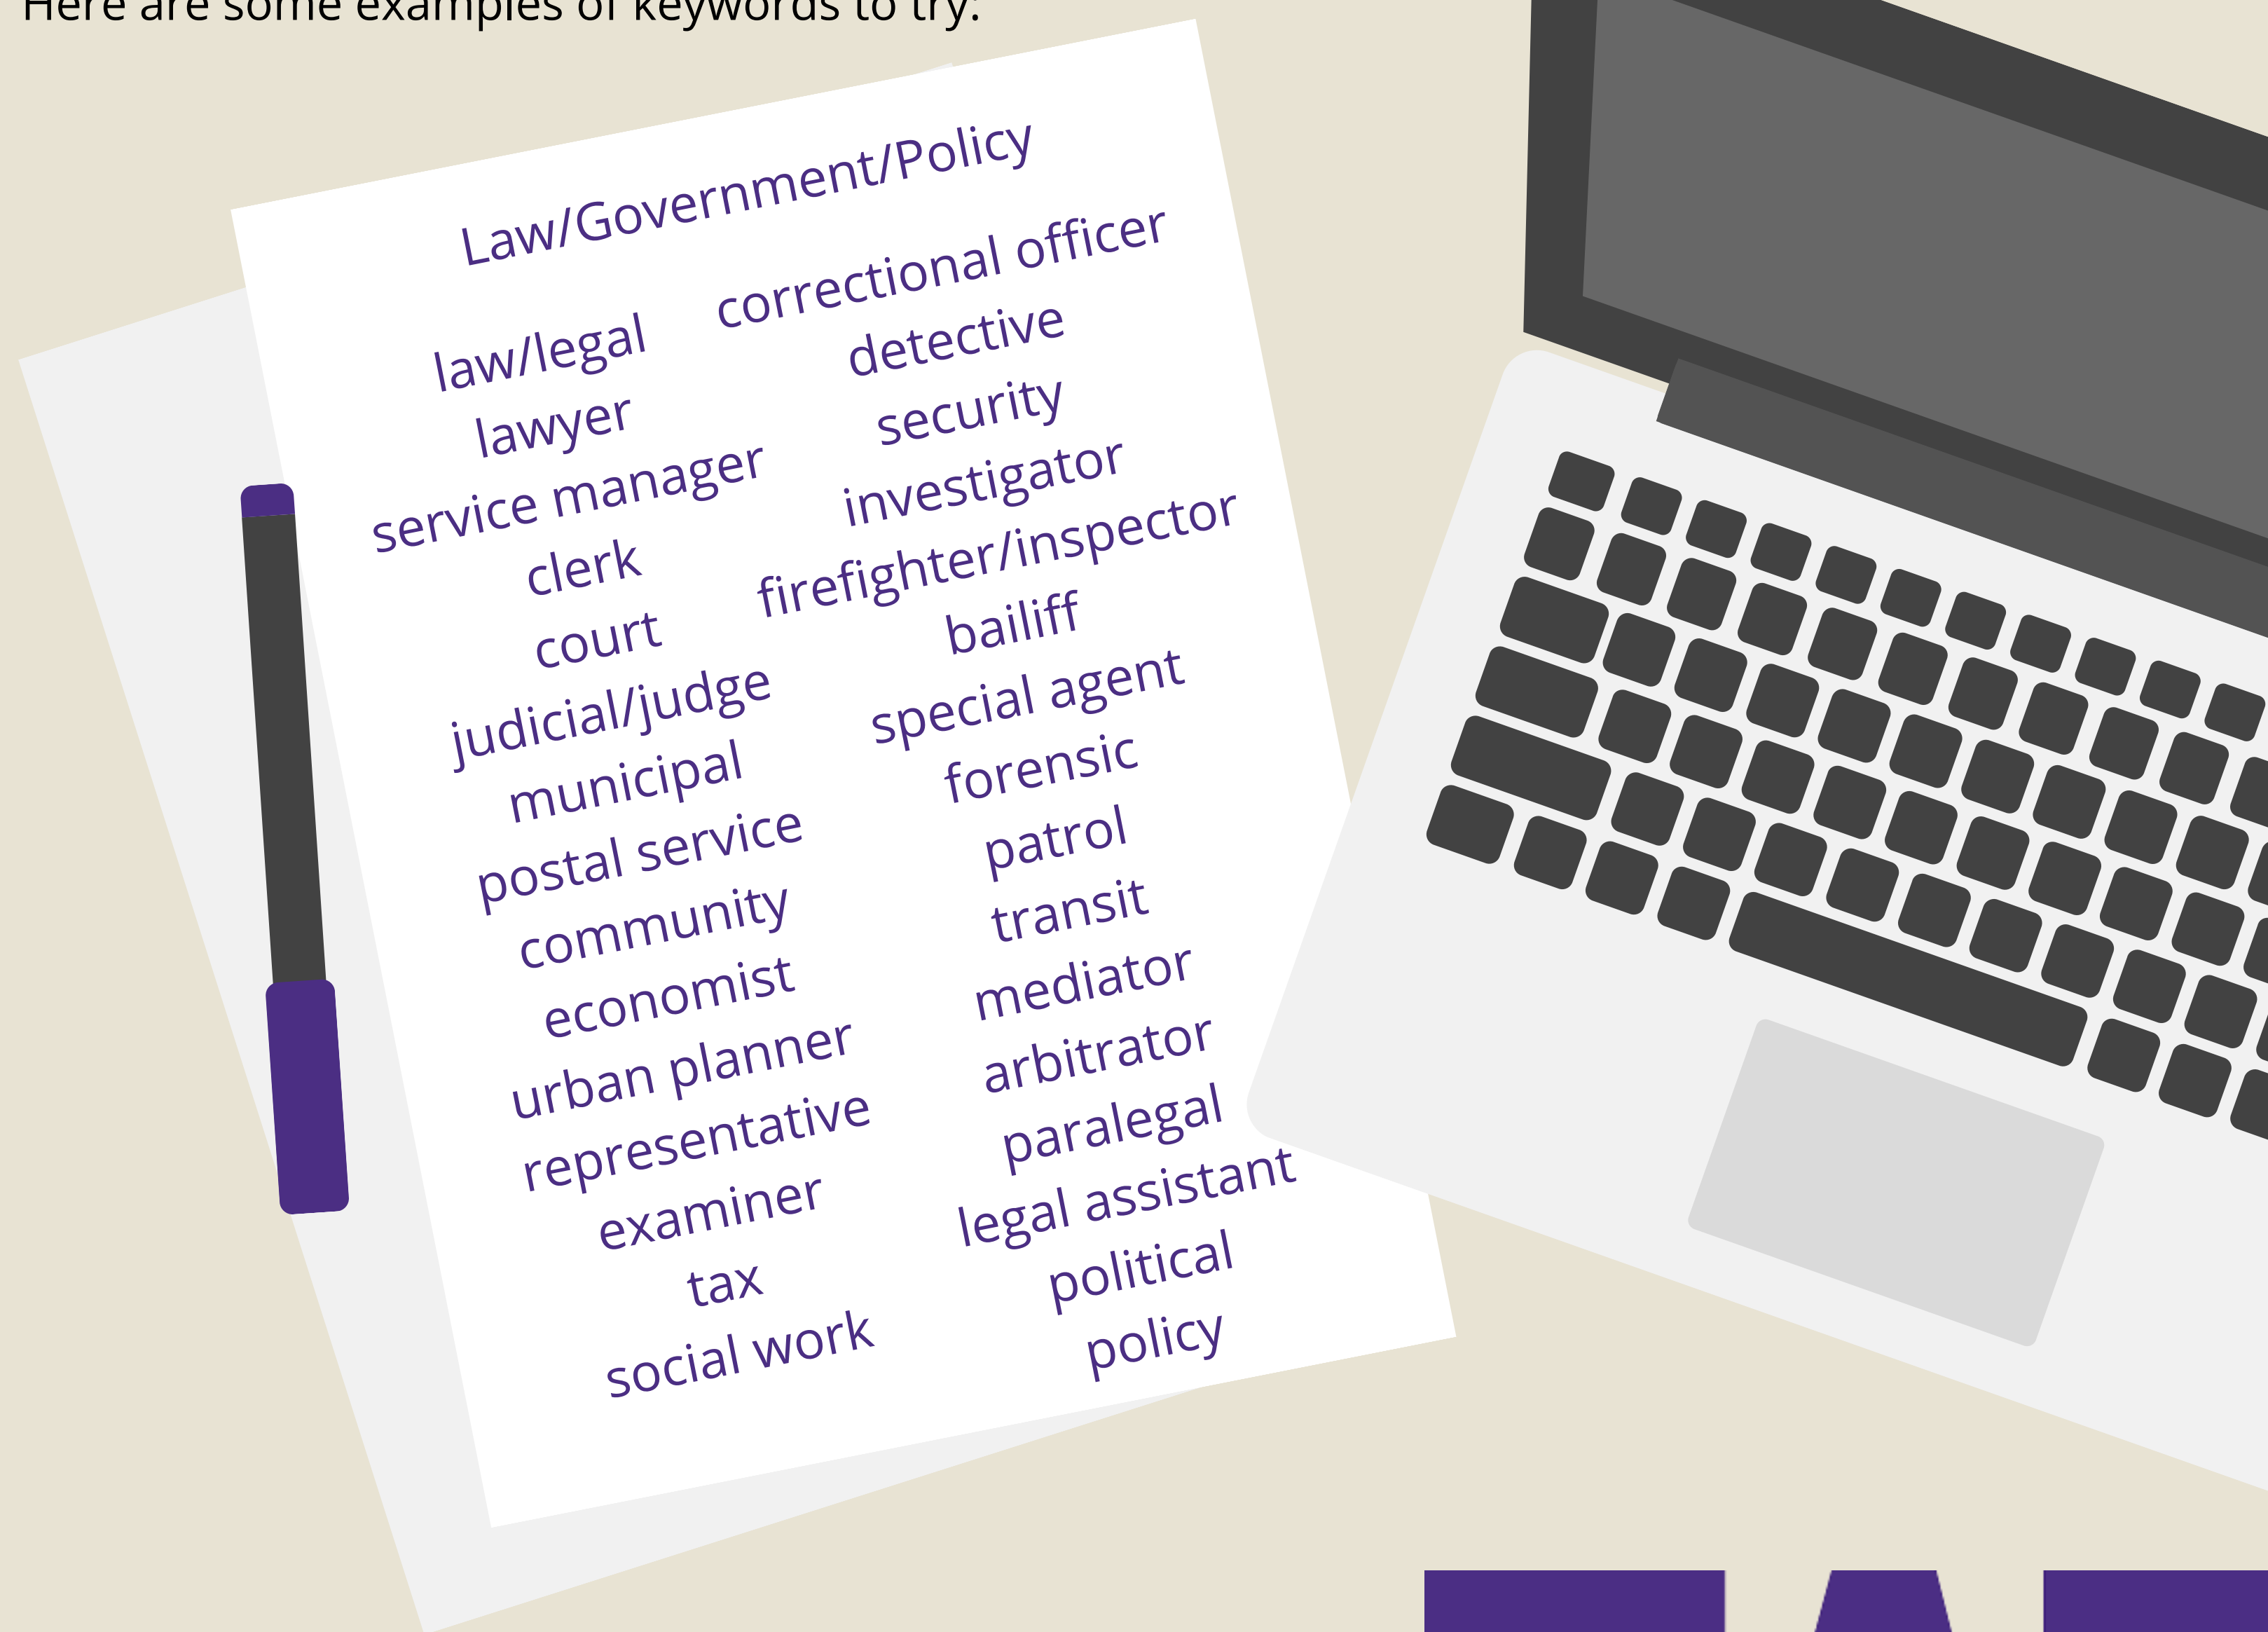 Here are some examples of keywords to try:
Law/Government/Policy
law/legal
lawyer
service manager
clerk
court
judicial/judge
municipal
postal service
community
economist
urban planner
representative
examiner
tax
social work
correctional officer
detective
security
investigator
firefighter/inspector
bailiff
special agent
forensic
patrol
transit
mediator
arbitrator
paralegal
legal assistant
political
policy